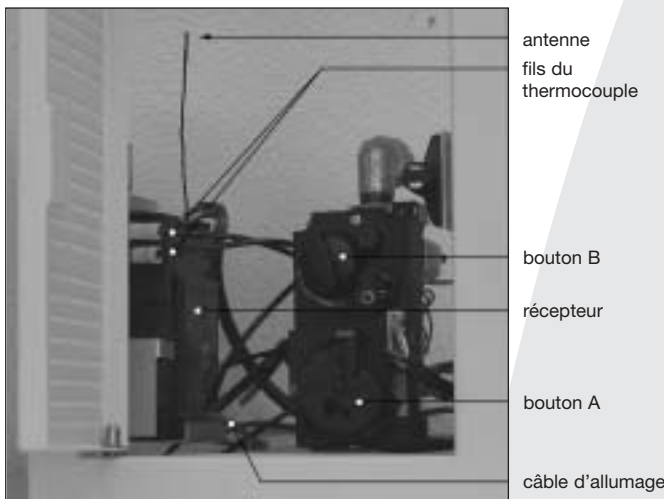 antenne
fils du
thermocouple
bouton B
récepteur
bouton A
câble d'allumage